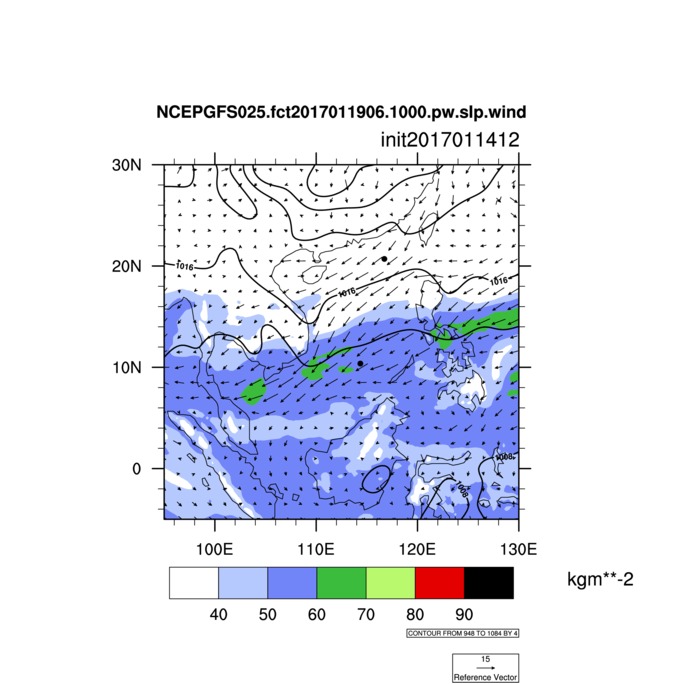 NCEPGFS025.fct2017011906.1000.pw.slp.wind
init2017011412
30N
20N
10N
0
1016
1016
1016
1008
1008
100E 110E 120E 130E
40 50 60 70 80 90
kgm**-2
CONTOUR FROM 948 TO 1084 BY 4
15
Reference Vector